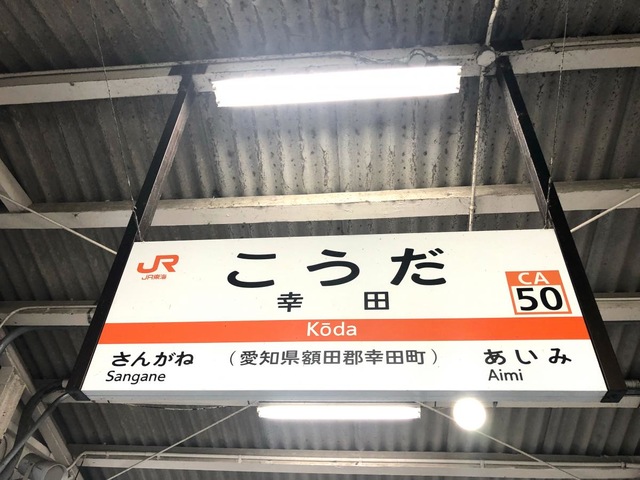 JR
JR東海
こうだ
幸田
CA
50
Kōda
さんがね
Sangane
(愛知県額田郡幸田町)
あいみ
Aimi